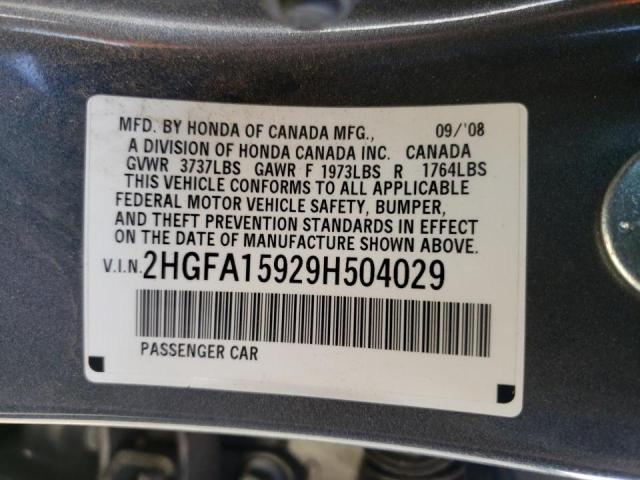 MFD. BY HONDA OF CANADA MFG., 09/'08
A DIVISION OF HONDA CANADA INC. CANADA
GVWR 3737LBS GAWR F 1973LBS R 1764LBS
THIS VEHICLE CONFORMS TO ALL APPLICABLE
FEDERAL MOTOR VEHICLE SAFETY, BUMPER,
AND THEFT PREVENTION STANDARDS IN EFFECT
ON THE DATE OF MANUFACTURE SHOWN ABOVE.
V.I.N. 2HGFA15929H504029
PASSENGER CAR